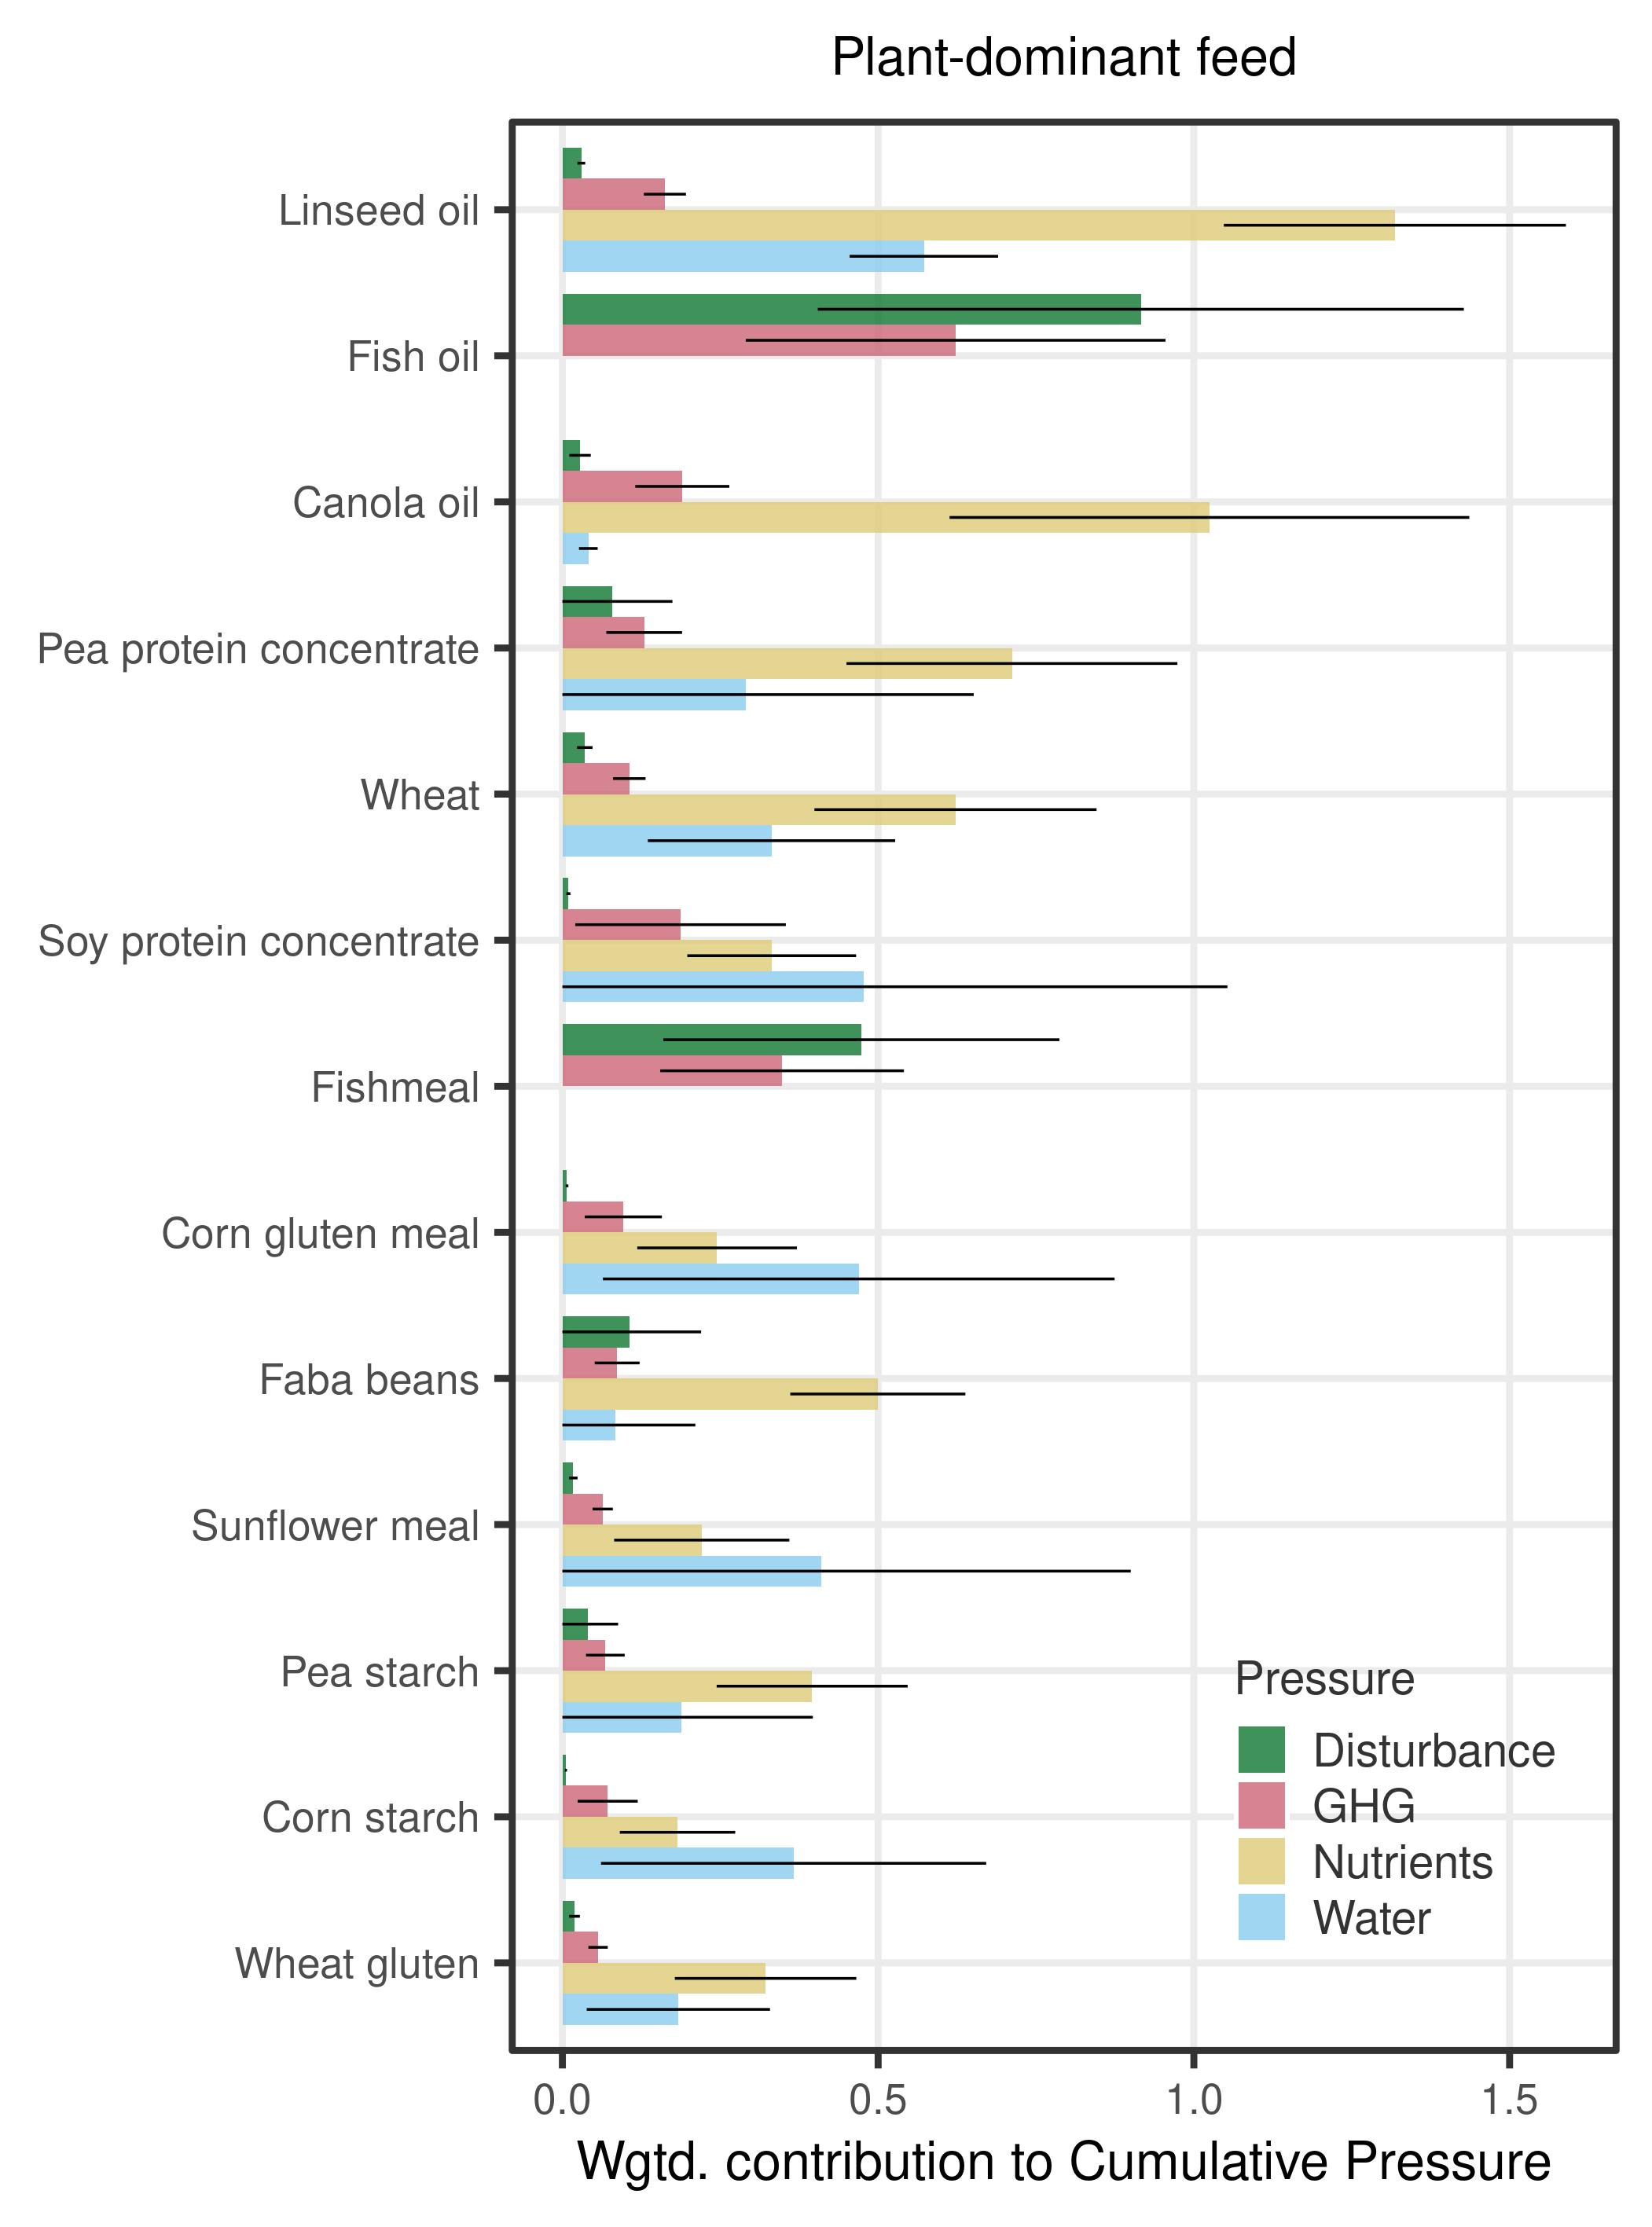 Plant-dominant feed
Linseed oil
Fish oil
Canola oil
Pea protein concentrate
Wheat
Soy protein concentrate
Fishmeal
Corn gluten meal
Faba beans
Sunflower meal
Pea starch
Corn starch
Wheat gluten
Pressure
Disturbance
GHG
Nutrients
Water
0.0 0.5 1.0 1.5
Wgtd. contribution to Cumulative Pressure